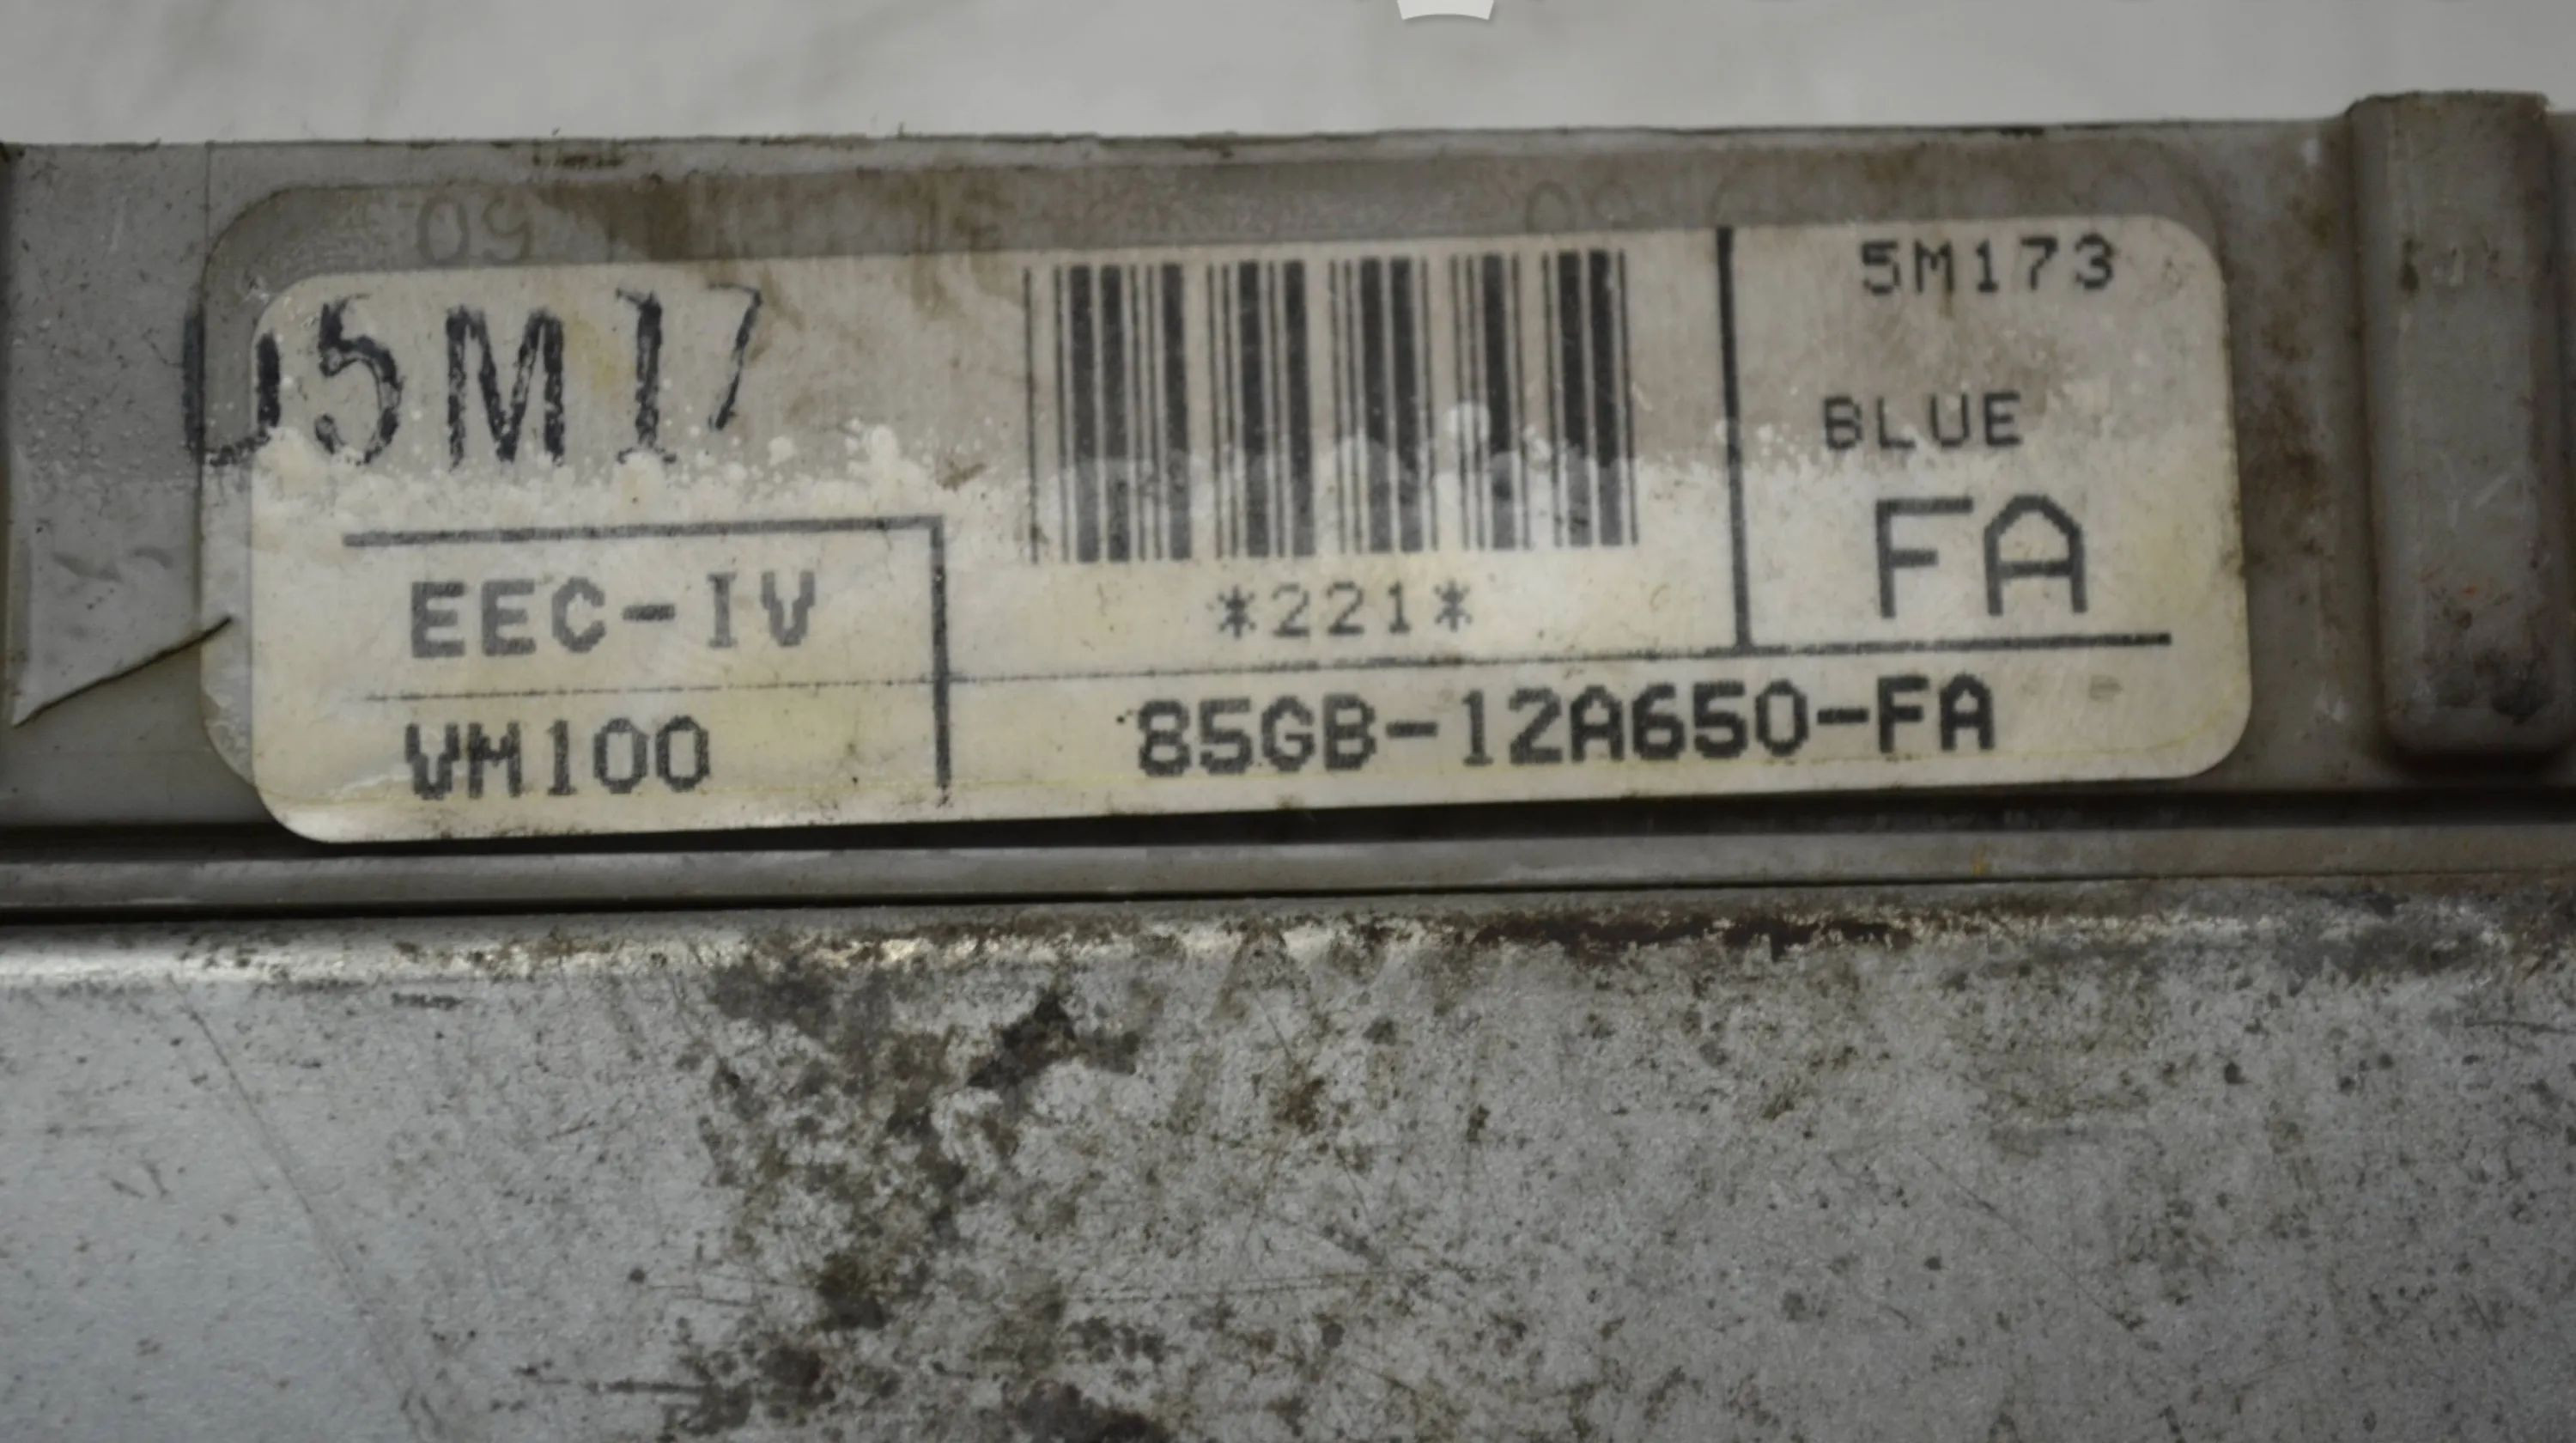 5M17
5M173
BLUE
FA
EEC-IV
*221*
VM100
85GB-12A650-FA